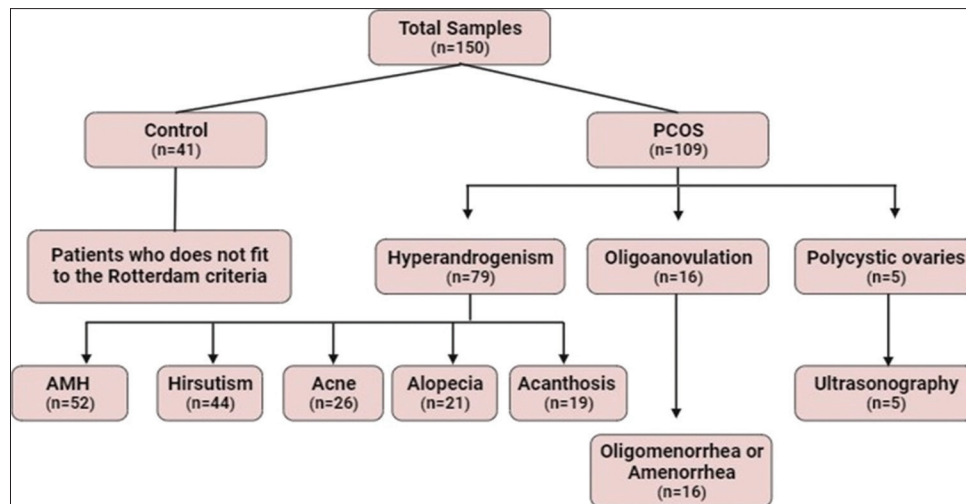 Total Samples
(n=150)
Control
(n=41)
PCOS
(n=109)
Patients who does not fit
to the Rotterdam criteria
Hyperandrogenism
(n=79)
Oligoanovulation
(n=16)
Polycystic ovaries
(n=5)
AMH
(n=52)
Hirsutism
(n=44)
Acne
(n=26)
Alopecia
(n=21)
Acanthosis
(n=19)
Ultrasonography
(n=5)
Oligomenorrhea or
Amenorrhea
(n=16)